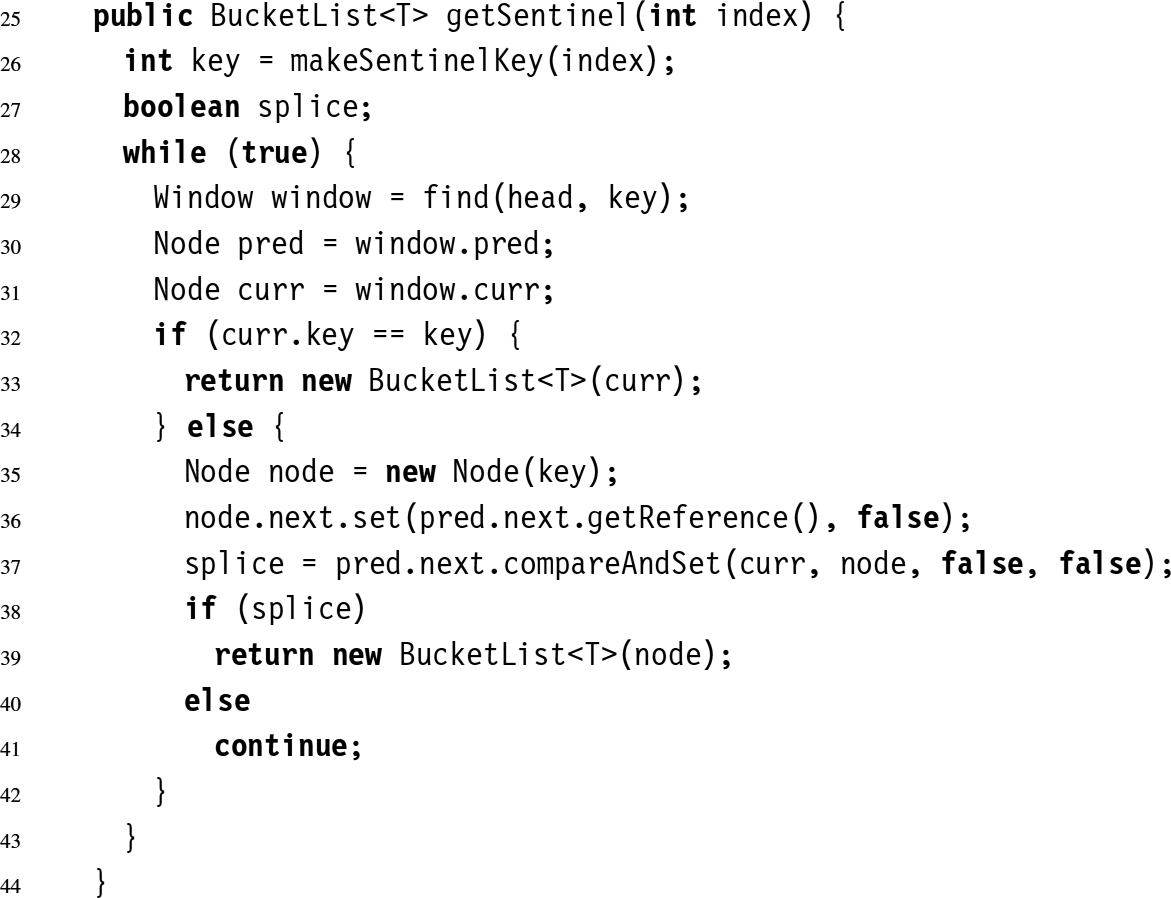 25 public BucketList<T> getSentinel(int index) {
26 int key = makeSentinelKey(index);
27 boolean splice;
28 while (true) {
29 Window window = find(head, key);
30 Node pred = window.pred;
31 Node curr = window.curr;
32 if (curr.key == key) {
33 return new BucketList<T>(curr);
34 } else {
35 Node node = new Node(key);
36 node.next.set(pred.next.getReference(), false);
37 splice = pred.next.compareAndSet(curr, node, false, false);
38 if (splice)
39 return new BucketList<T>(node);
40 else
41 continue;
42 }
43 }
44 }